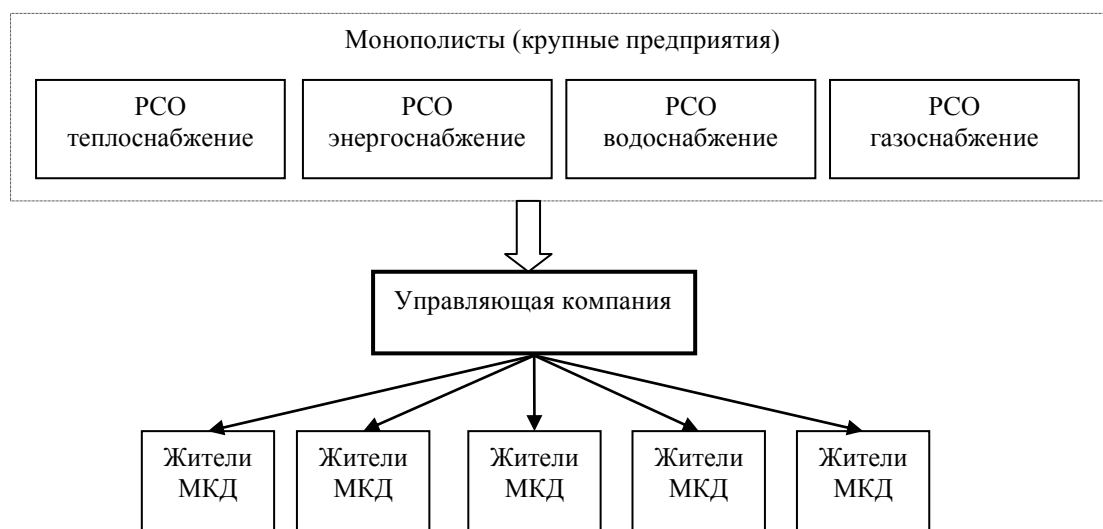 Монополисты (крупные предприятия)
РСО
теплоснабжение
РСО
энергоснабжение
РСО
водоснабжение
РСО
газоснабжение
Управляющая компания
Жители
МКД
Жители
МКД
Жители
МКД
Жители
МКД
Жители
МКД